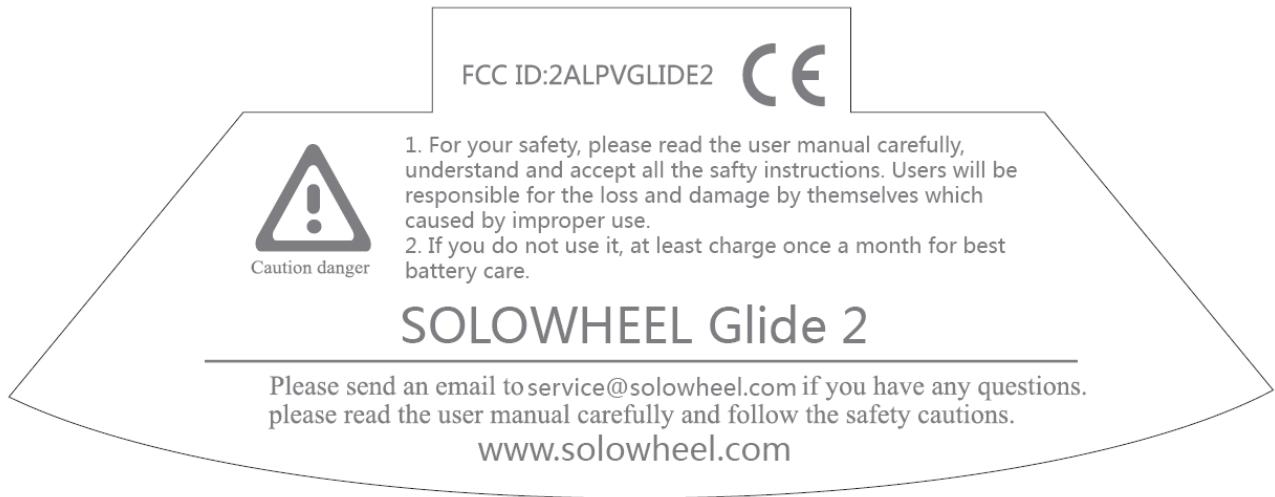 FCC ID:2ALPVGLIDE2 CE
1. For your safety, please read the user manual carefully,
understand and accept all the safty instructions. Users will be
responsible for the loss and damage by themselves which
caused by improper use.
2. If you do not use it, at least charge once a month for best
battery care.
Caution danger
SOLOWHEEL Glide 2
Please send an email to service@solowheel.com if you have any questions.
please read the user manual carefully and follow the safety cautions.
www.solowheel.com